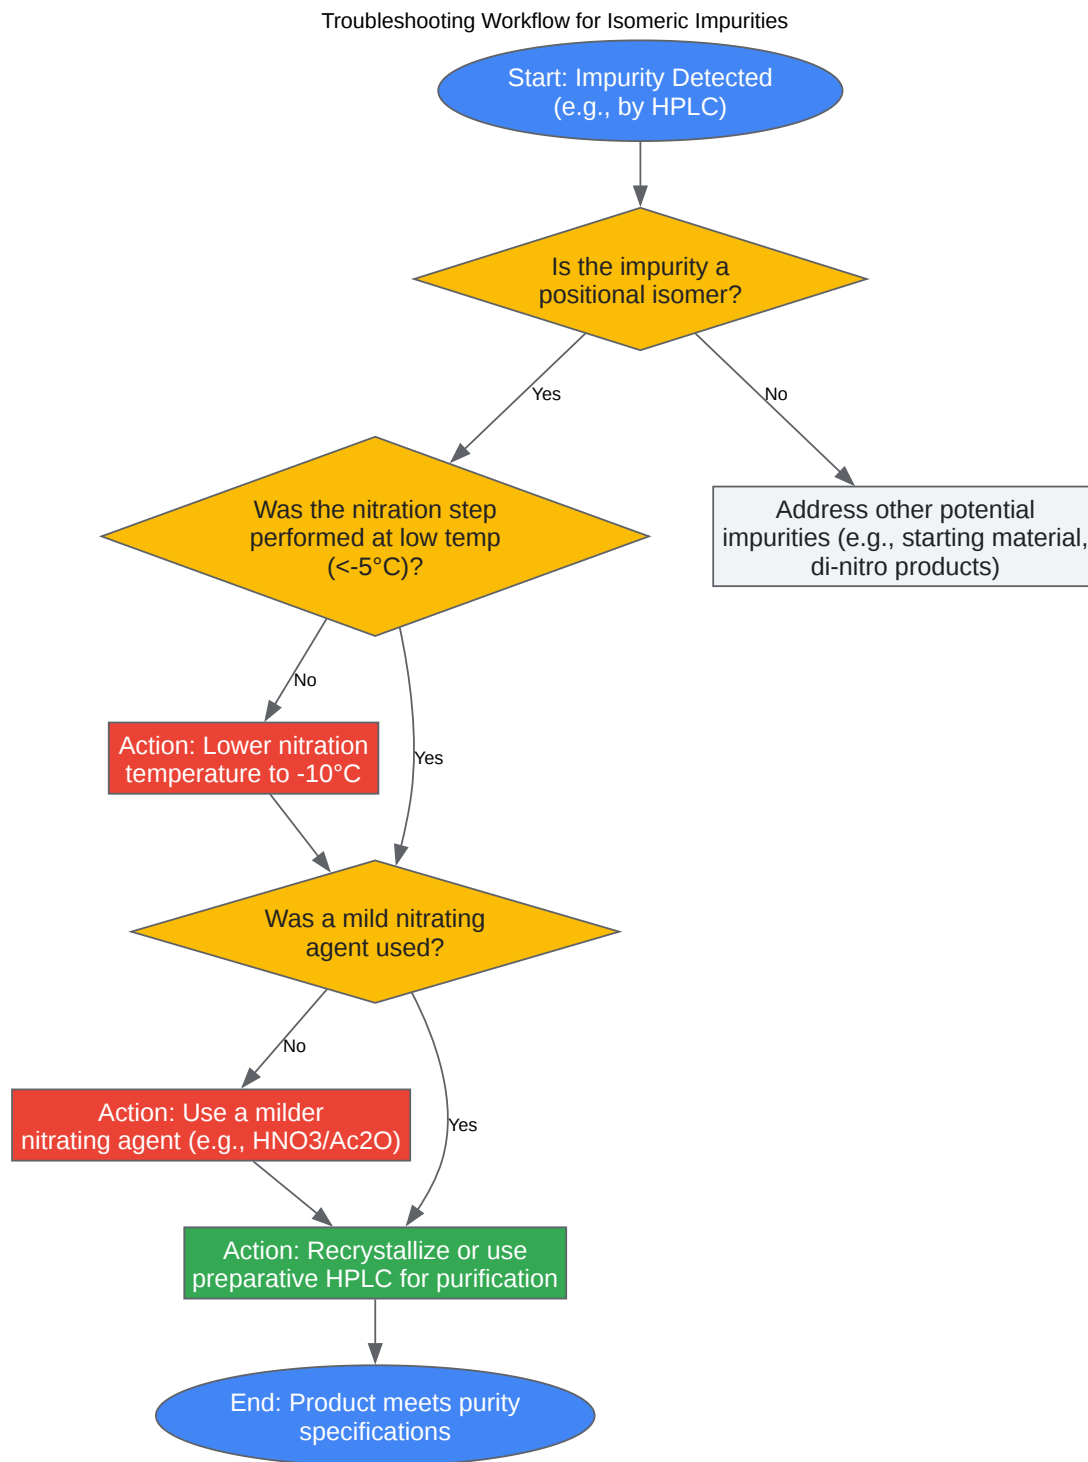 Troubleshooting Workflow for Isomeric Impurities
Start: Impurity Detected
(e.g., by HPLC)
Is the impurity a
positional isomer?
Yes
No
Was the nitration step
performed at low temp
(<-5°C)?
Address other potential
impurities (e.g., starting material,
di-nitro products)
No
Yes
Action: Lower nitration
temperature to -10°C
Was a mild nitrating
agent used?
No
Yes
Action: Use a milder
nitrating agent (e.g., HNO3/Ac2O)
Action: Recrystallize or use
preparative HPLC for purification
End: Product meets purity
specifications